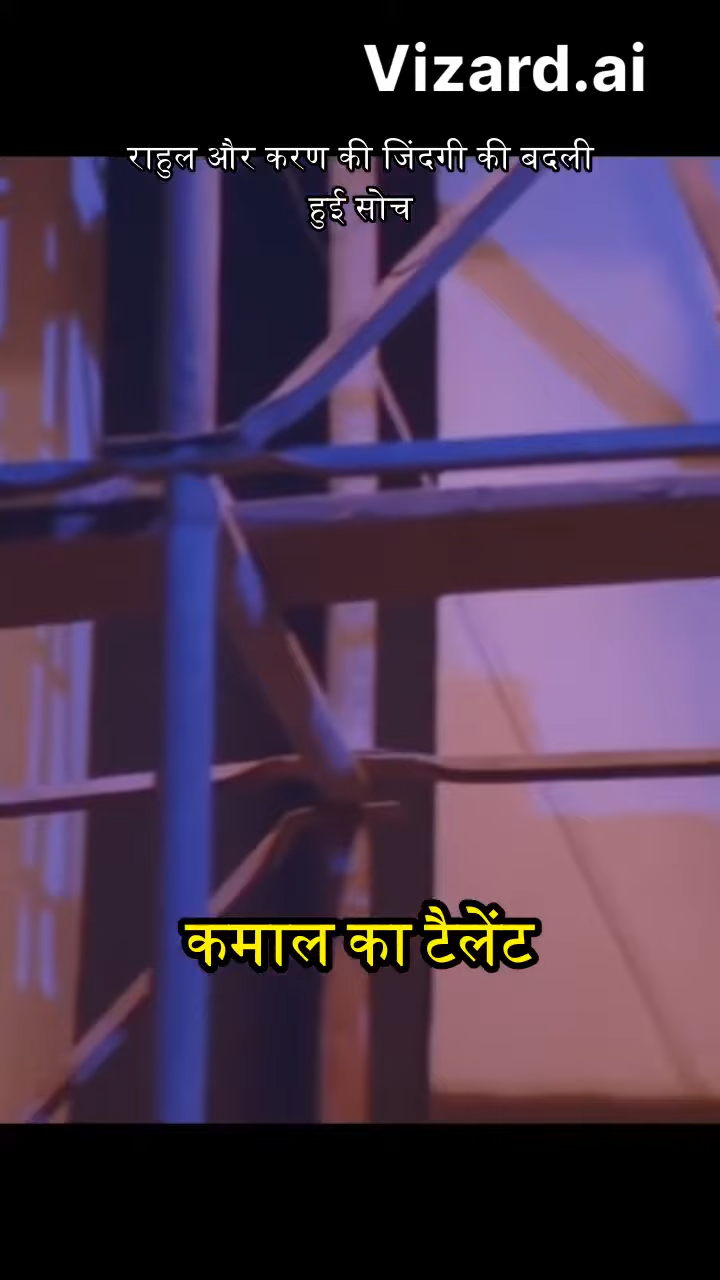 Vizard.ai
राहुल और करण की जिंदगी की बदली
हुई सोच
कमाल का टैलेंट